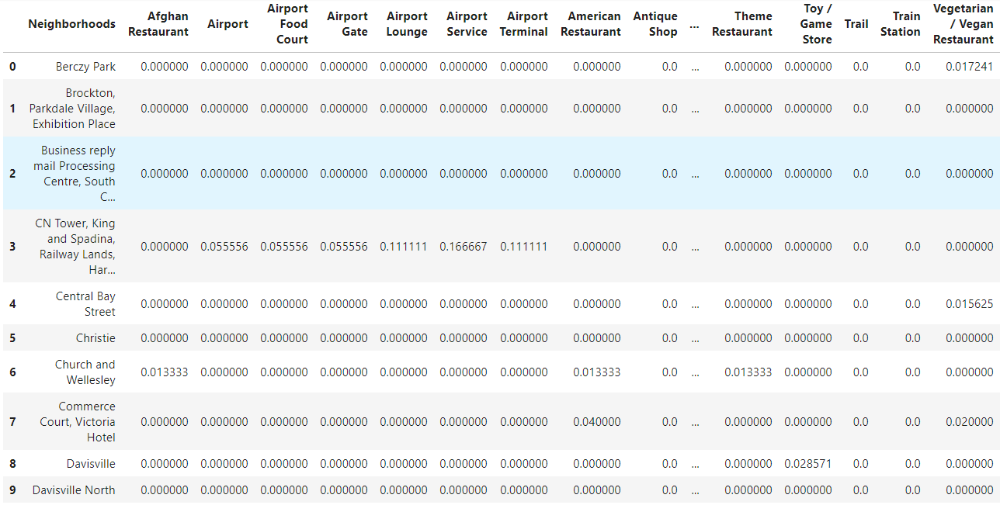 Neighborhoods Afghan Restaurant Airport Airport Food Court Airport Gate Airport Lounge Airport Service Airport Terminal American Restaurant Antique Shop ... Theme Restaurant Toy / Game Store Trail Train Station Vegetarian / Vegan Restaurant
0 Berczy Park 0.000000 0.000000 0.000000 0.000000 0.000000 0.000000 0.000000 0.000000 0.0 ... 0.000000 0.000000 0.0 0.0 0.017241
1 Brockton, Parkdale Village, Exhibition Place 0.000000 0.000000 0.000000 0.000000 0.000000 0.000000 0.000000 0.000000 0.0 ... 0.000000 0.000000 0.0 0.0 0.000000
2 Business reply mail Processing Centre, South C... 0.000000 0.000000 0.000000 0.000000 0.000000 0.000000 0.000000 0.000000 0.0 ... 0.000000 0.000000 0.0 0.0 0.000000
3 CN Tower, King and Spadina, Railway Lands, Har... 0.000000 0.055556 0.055556 0.055556 0.111111 0.166667 0.111111 0.000000 0.0 ... 0.000000 0.000000 0.0 0.0 0.000000
4 Central Bay Street 0.000000 0.000000 0.000000 0.000000 0.000000 0.000000 0.000000 0.000000 0.0 ... 0.000000 0.000000 0.0 0.0 0.015625
5 Christie 0.000000 0.000000 0.000000 0.000000 0.000000 0.000000 0.000000 0.000000 0.0 ... 0.000000 0.000000 0.0 0.0 0.000000
6 Church and Wellesley 0.013333 0.000000 0.000000 0.000000 0.000000 0.000000 0.000000 0.013333 0.0 ... 0.013333 0.000000 0.0 0.0 0.000000
7 Commerce Court, Victoria Hotel 0.000000 0.000000 0.000000 0.000000 0.000000 0.000000 0.000000 0.040000 0.0 ... 0.000000 0.000000 0.0 0.0 0.020000
8 Davisville 0.000000 0.000000 0.000000 0.000000 0.000000 0.000000 0.000000 0.000000 0.0 ... 0.000000 0.028571 0.0 0.0 0.000000
9 Davisville North 0.000000 0.000000 0.000000 0.000000 0.000000 0.000000 0.000000 0.000000 0.0 ... 0.000000 0.000000 0.0 0.0 0.000000